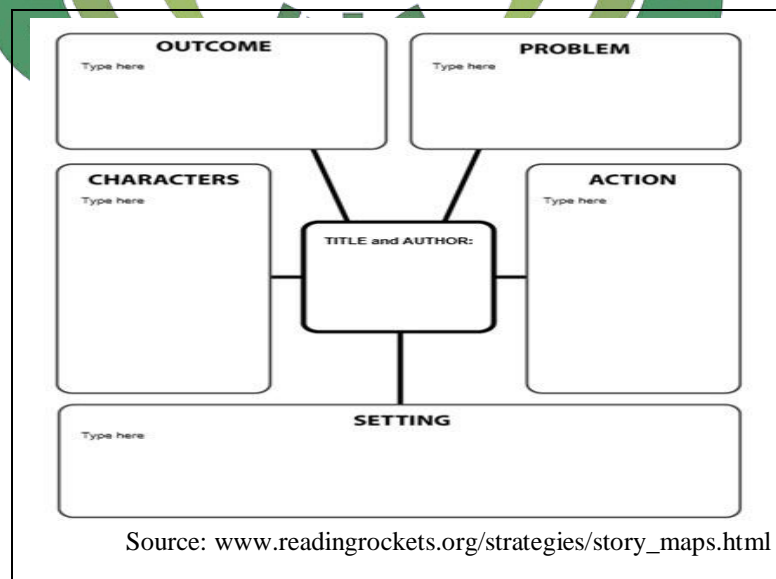 OUTCOME
Type here
PROBLEM
Type here
CHARACTERS
Type here
ACTION
Type here
TITLE and AUTHOR:
SETTING
Type here
Source: www.readingrockets.org/strategies/story_maps.html